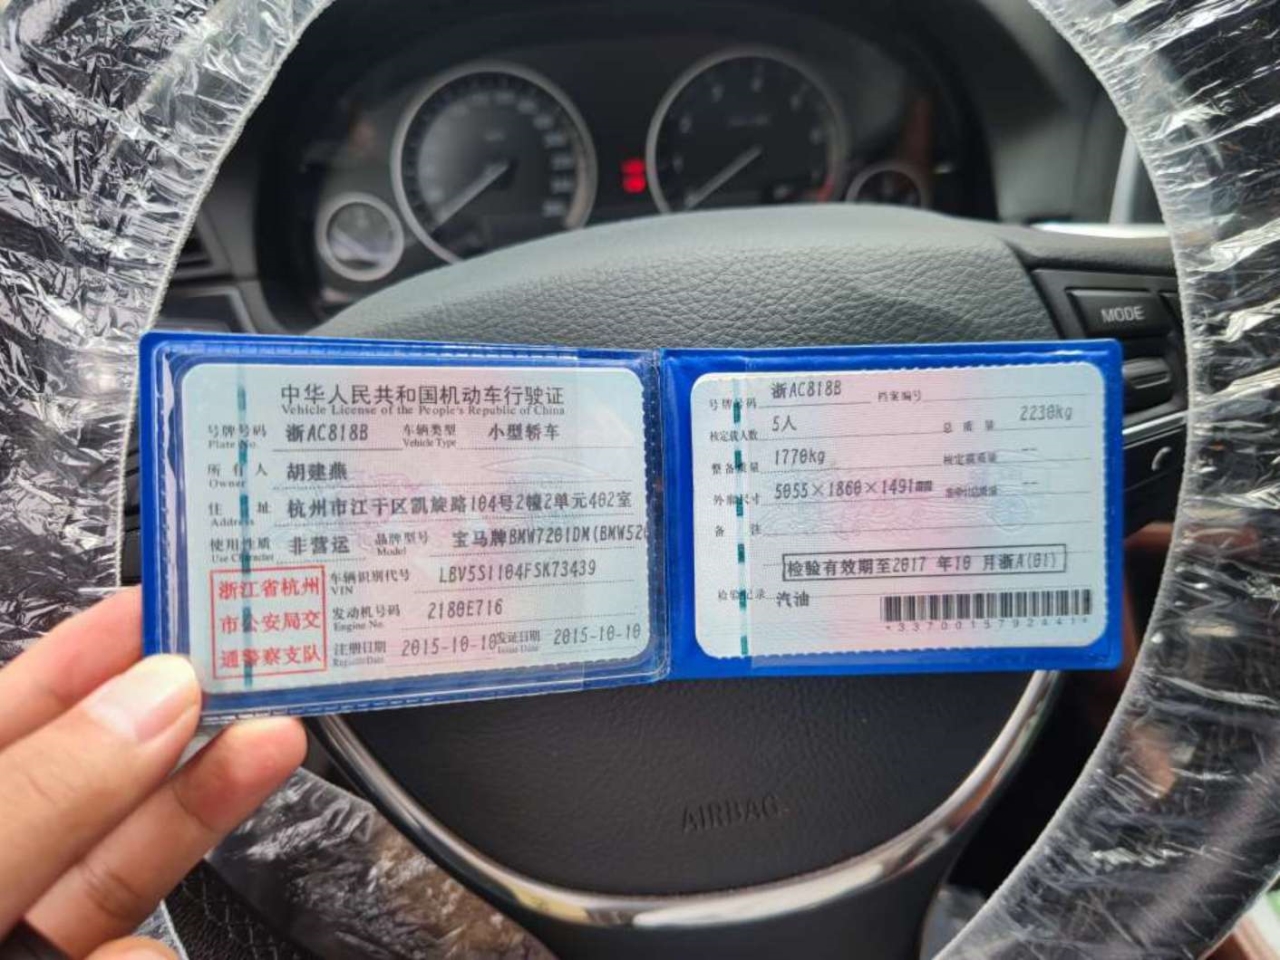 中华人民共和国机动车行驶证
Vehicle License of the People's Republic of China
号牌号码 浙AC818B 车辆类型 小型轿车
Plate No. Vehicle Type
所有人 胡建燕
Owner
住址 杭州市江干区凯旋路104号2幢2单元402室
Address
使用性质 非营运 品牌型号 宝马牌BMW7201DM(BMW520
Use Character Model
浙江省杭州
市公安局交
通警察支队
车辆识别代号 LBV5S1104FSK73439
VIN
发动机号码 2180E716
Engine No.
注册日期 2015-10-10 发证日期 2015-10-10
Register Date Issue Date
号牌号码 浙AC818B 档案编号
核定载人数 5人 总质量 2230kg
整备质量 1770kg 核定载质量 --
外廓尺寸 5055×1860×1491mm --
备注
检验有效期至2017 年10 月浙A(01)
检验记录 汽油
*3370015792441*
MODE
AIRBAG